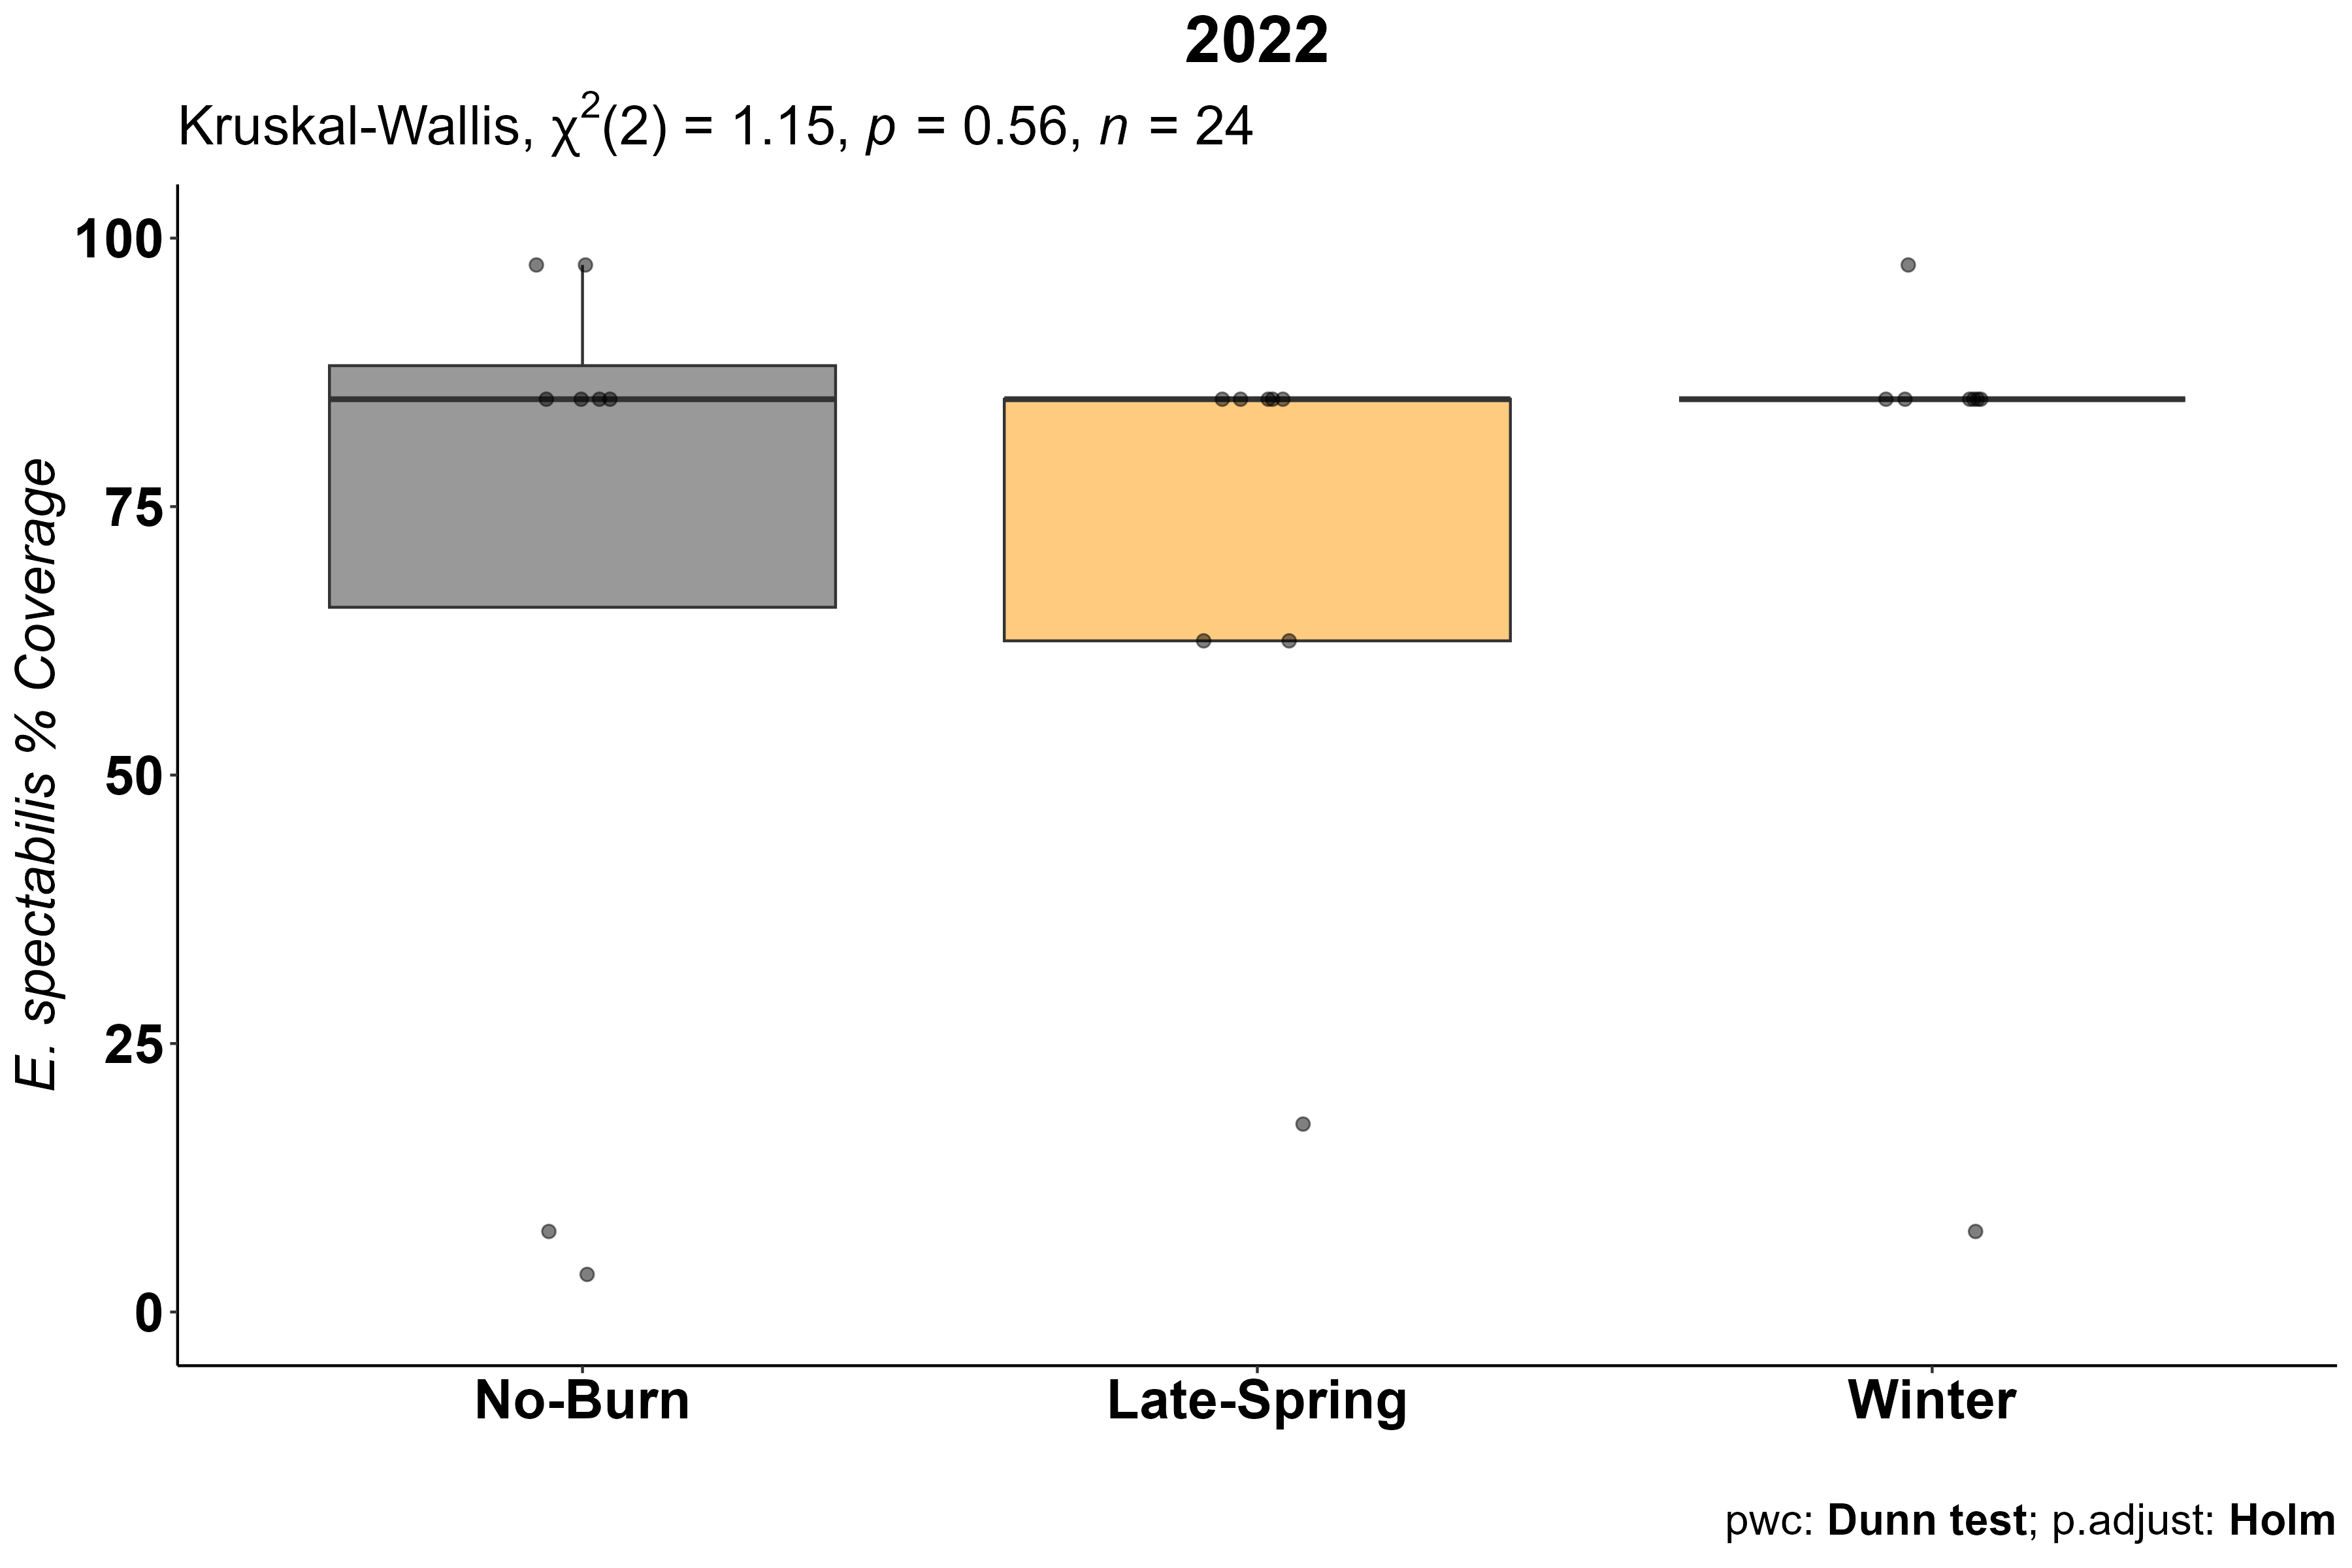 2022
Kruskal-Wallis, χ²(2) = 1.15, p = 0.56, n = 24
E. spectabilis % Coverage
100
75
50
25
0
No-Burn Late-Spring Winter
pwc: Dunn test; p.adjust: Holm